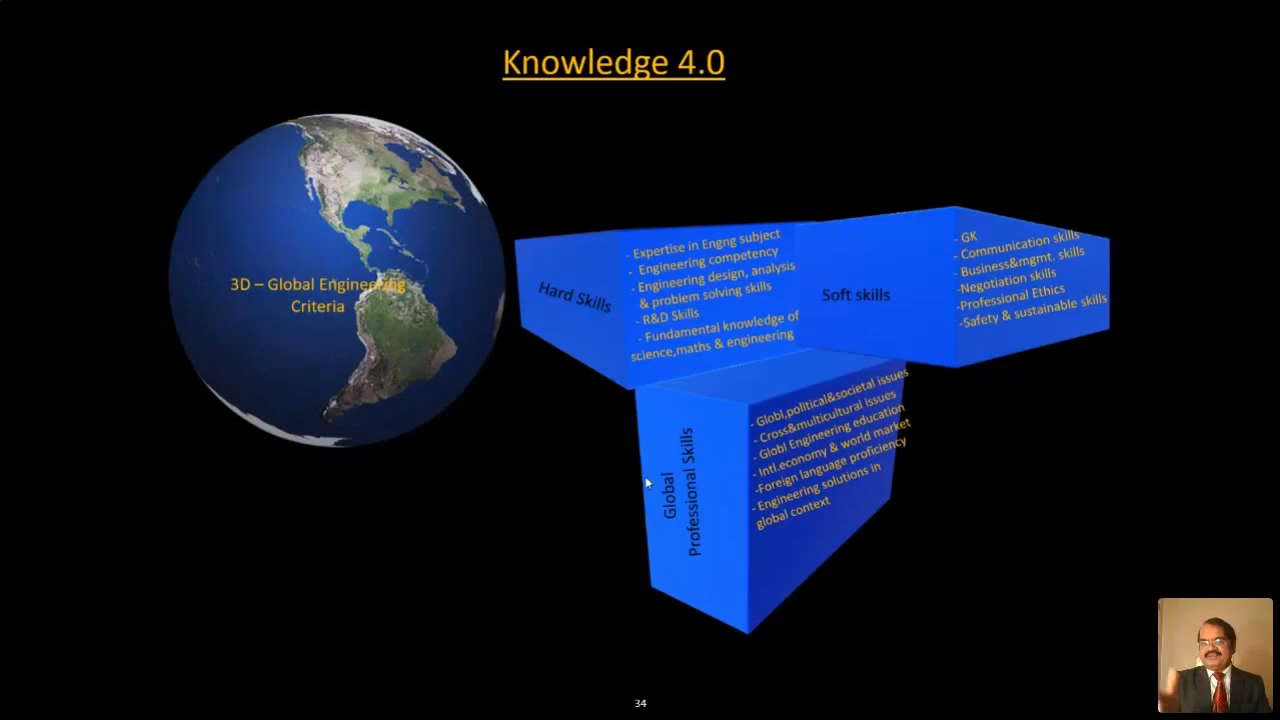 Knowledge 4.0
3D – Global Engineering
Criteria
Hard Skills
- Expertise in Engng subject
- Engineering competency
- Engineering design, analysis
& problem solving skills
- R&D Skills
- Fundamental knowledge of
science,maths & engineering
Soft skills
- GK
- Communication skills
- Business&mgmt. skills
-Negotiation skills
-Professional Ethics
-Safety & sustainable skills
Global
Professional Skills
- Globl,political&societal issues
- Cross&multicultural issues
- Globl Engineering education
- Intl.economy & world market
-Foreign language proficiency
- Engineering solutions in
global context
34